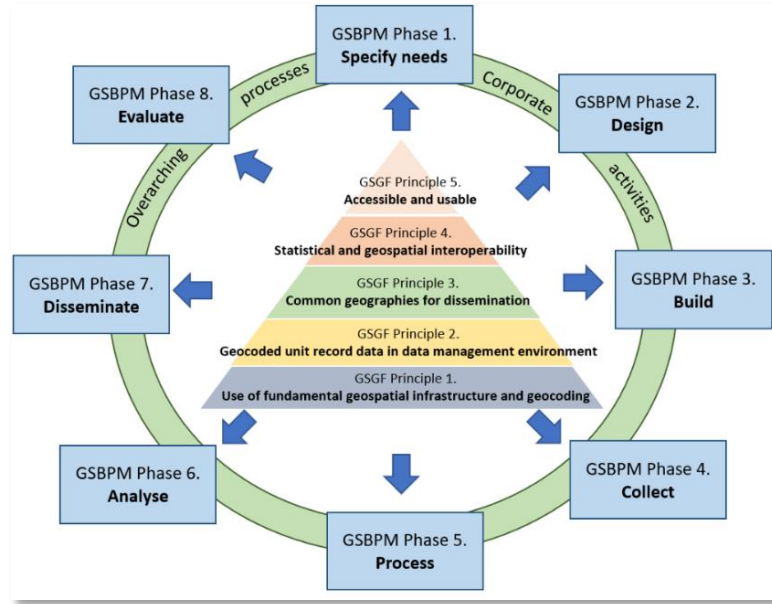 GSBPM Phase 1.
Specify needs
GSBPM Phase 8.
Evaluate
processes
Corporate
GSBPM Phase 2.
Design
Overarching
activities
GSGF Principle 5.
Accessible and usable
GSGF Principle 4.
Statistical and geospatial interoperability
GSBPM Phase 7.
Disseminate
GSGF Principle 3.
Common geographies for dissemination
GSBPM Phase 3.
Build
GSGF Principle 2.
Geocoded unit record data in data management environment
GSGF Principle 1.
Use of fundamental geospatial infrastructure and geocoding
GSBPM Phase 6.
Analyse
GSBPM Phase 4.
Collect
GSBPM Phase 5.
Process